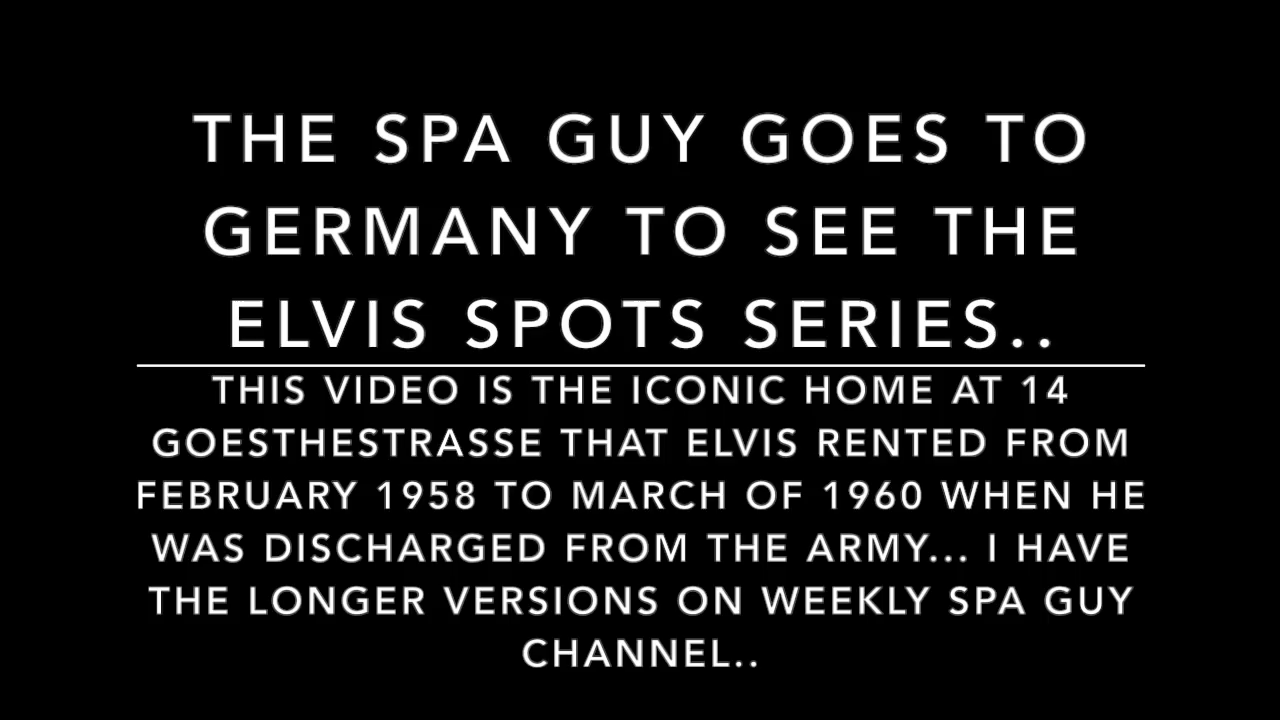 THE SPA GUY GOES TO
GERMANY TO SEE THE
ELVIS SPOTS SERIES..
THIS VIDEO IS THE ICONIC HOME AT 14
GOESTHESTRASSE THAT ELVIS RENTED FROM
FEBRUARY 1958 TO MARCH OF 1960 WHEN HE
WAS DISCHARGED FROM THE ARMY... I HAVE
THE LONGER VERSIONS ON WEEKLY SPA GUY
CHANNEL..